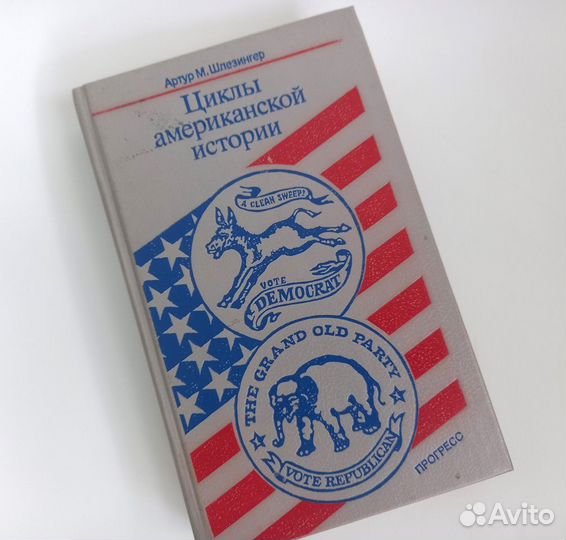 Артур М. Шлезингер
Циклы
американской
истории
A CLEAN SWEEP!
VOTE
DEMOCRAT
THE GRAND OLD PARTY
VOTE REPUBLICAN
ПРОГРЕСС
Avito